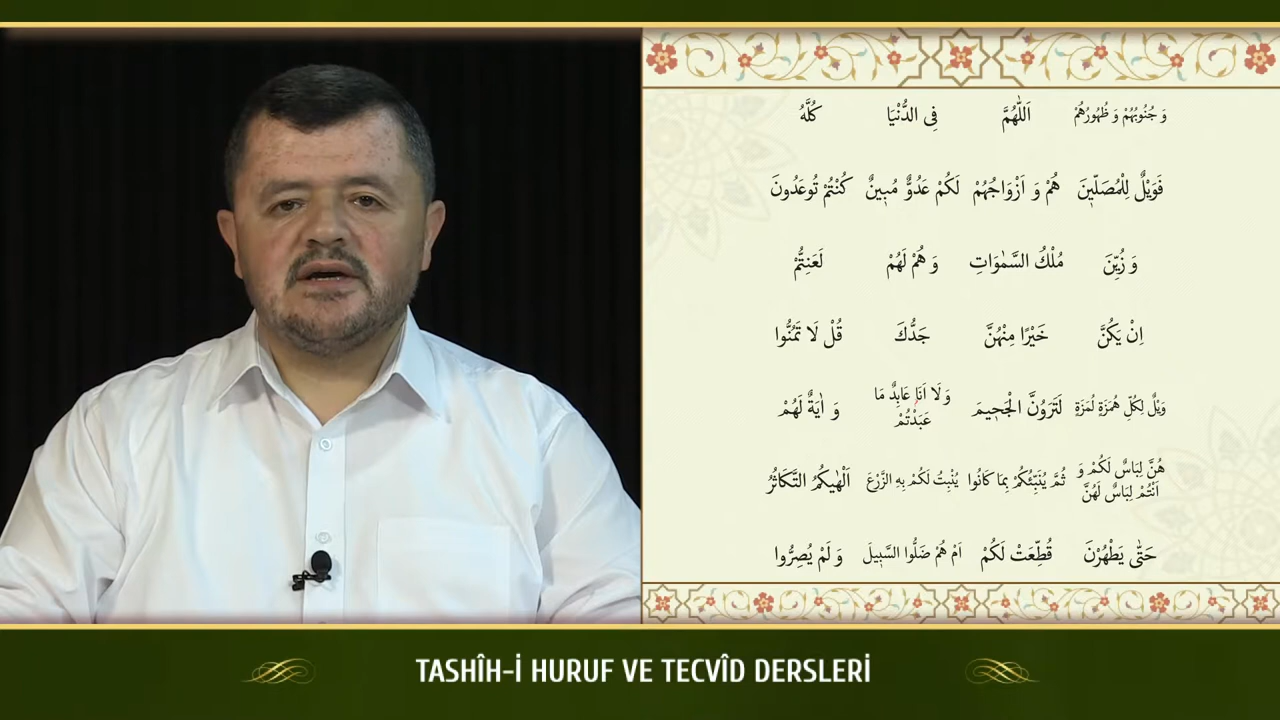 وَ جُنُوبُهُمْ وَ ظُهُورُهُمْ اَللّٰهُمَّ فِى الدُّنْيَا كُلَّهُ
فَوَيْلٌ لِلْمُصَلّ۪ينَ هُمْ وَ اَزْوَاجُهُمْ لَكُمْ عَدُوٌّ مُب۪ينٌ كُنْتُمْ تُوعَدُونَ
وَ زُيِّنَ مُلْكُ السَّمٰوَاتِ وَ هُمْ لَهُمْ لَعَنِتُّمْ
اِنْ يَكُنَّ خَيْرًا مِنْهُنَّ جَدُّكَ قُلْ لَا تَمُنُّوا
وَيْلٌ لِكُلِّ هُمَزَةٍ لُمَزَةٍ لَتَرَوُنَّ الْجَح۪يمَ وَ لَا اَنَا عَابِدٌ مَا عَبَدْتُمْ وَ اٰيَةٌ لَهُمْ
هُنَّ لِبَاسٌ لَكُمْ وَ اَنْتُمْ لِبَاسٌ لَهُنَّ ثُمَّ يُنَبِّئُكُمْ بِمَا كَانُوا يُنْبِتُ لَكُمْ بِهِ الزَّرْعَ اَلْهٰيكُمُ التَّكَاثُرُ
حَتّٰى يَطْهُرْنَ قُطِّعَتْ لَكُمْ اَمْ هُمْ ضَلُّوا السَّب۪يلَ وَ لَمْ يُصِرُّوا
TASHÎH-İ HURUF VE TECVÎD DERSLERİ